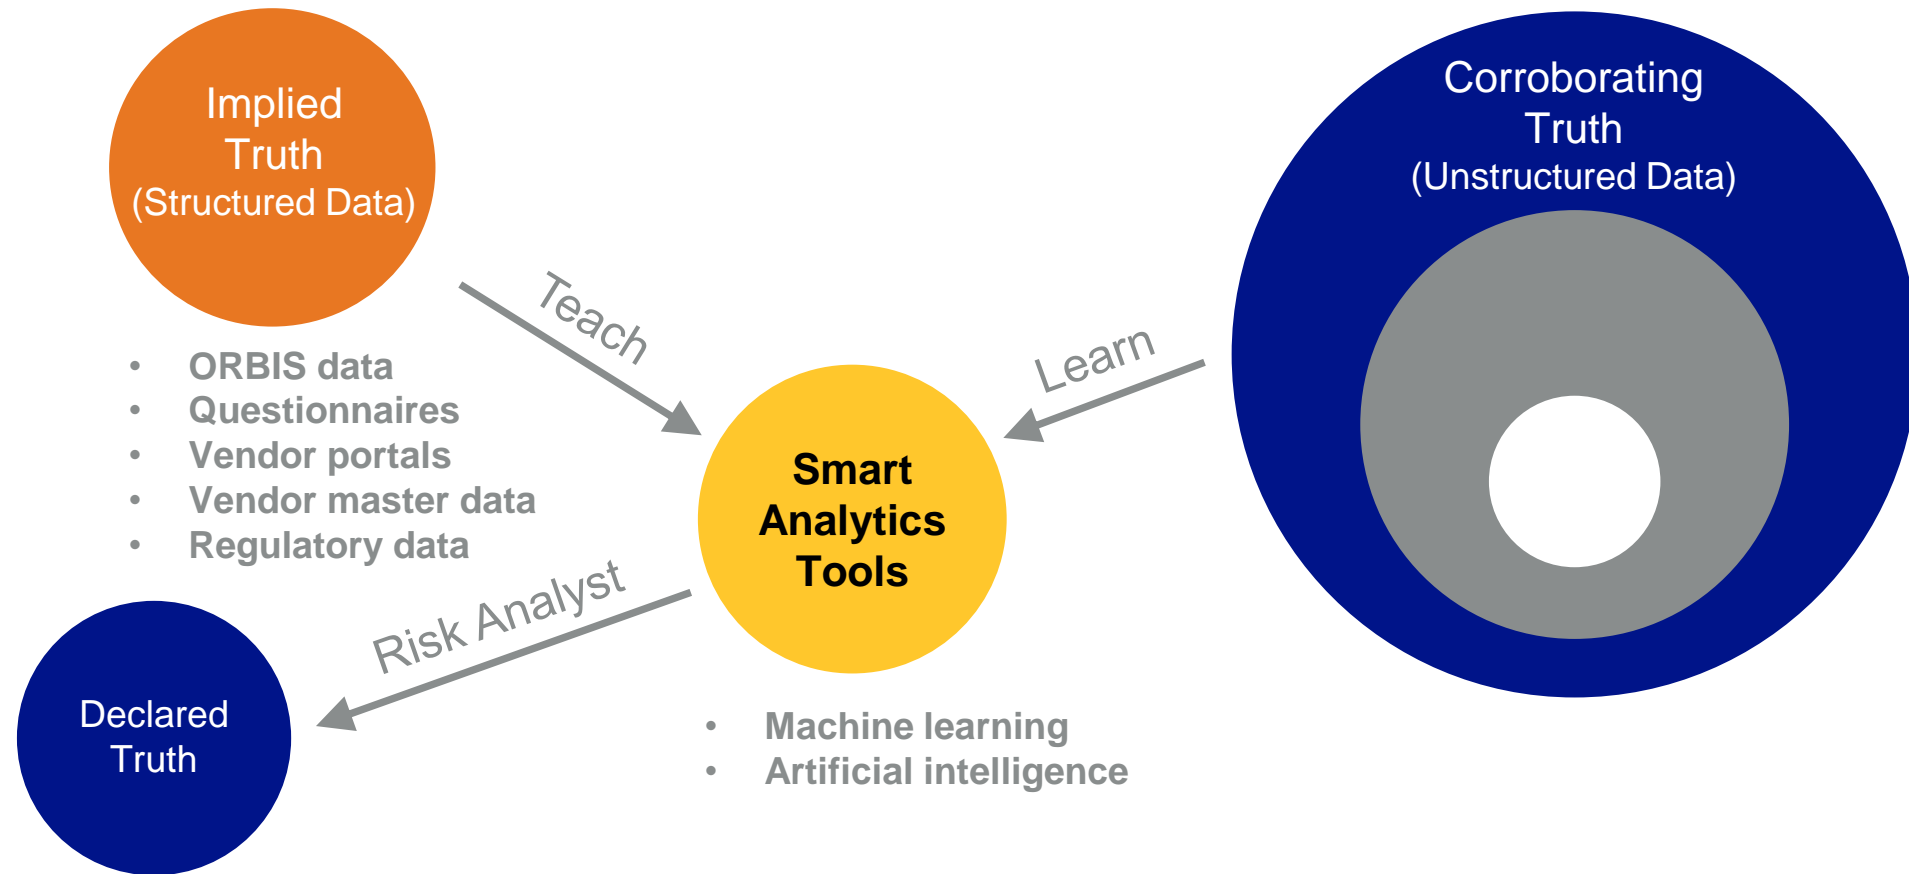 Implied
Truth
(Structured Data)
Corroborating
Truth
(Unstructured Data)
Teach
Learn
• ORBIS data
• Questionnaires
• Vendor portals
• Vendor master data
• Regulatory data
Smart
Analytics
Tools
Risk Analyst
Declared
Truth
• Machine learning
• Artificial intelligence